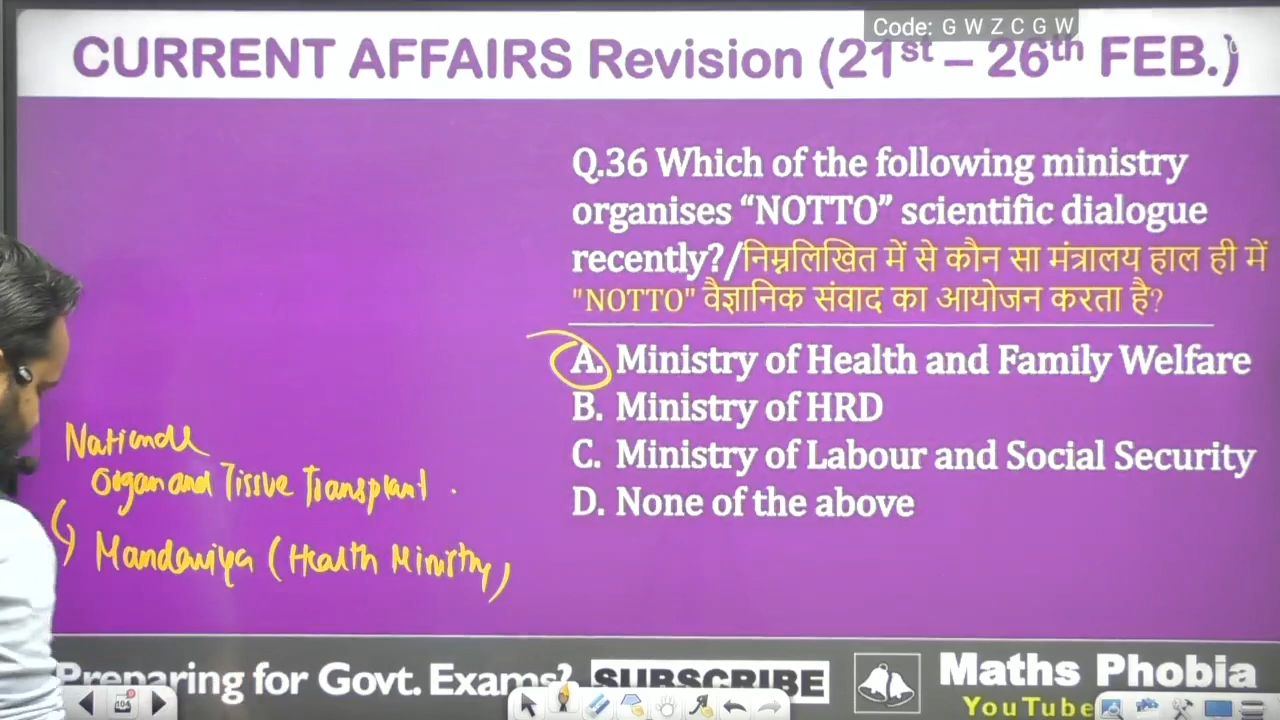 Code: G W Z C G W
CURRENT AFFAIRS Revision (21st – 26th FEB.)
Q.36 Which of the following ministry
organises “NOTTO” scientific dialogue
recently?/निम्नलिखित में से कौन सा मंत्रालय हाल ही में
"NOTTO" वैज्ञानिक संवाद का आयोजन करता है?
A. Ministry of Health and Family Welfare
B. Ministry of HRD
C. Ministry of Labour and Social Security
D. None of the above
Organ and Tissue Transplant .
Mandaviya (Health Ministry)
Preparing for Govt. Exams? SUBSCRIBE
Maths Phobia
YouTube
104